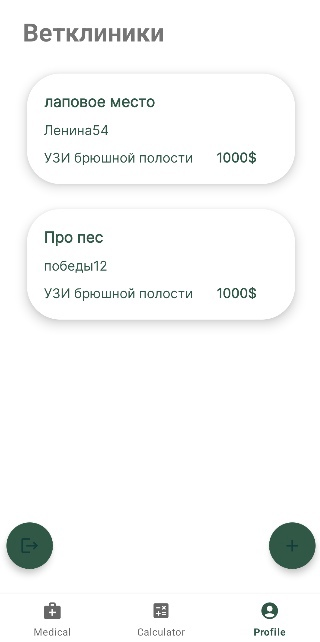 Ветклиники
лаповое место
Ленина54
УЗИ брюшной полости 1000$
Про пес
победы12
УЗИ брюшной полости 1000$
Medical Calculator Profile